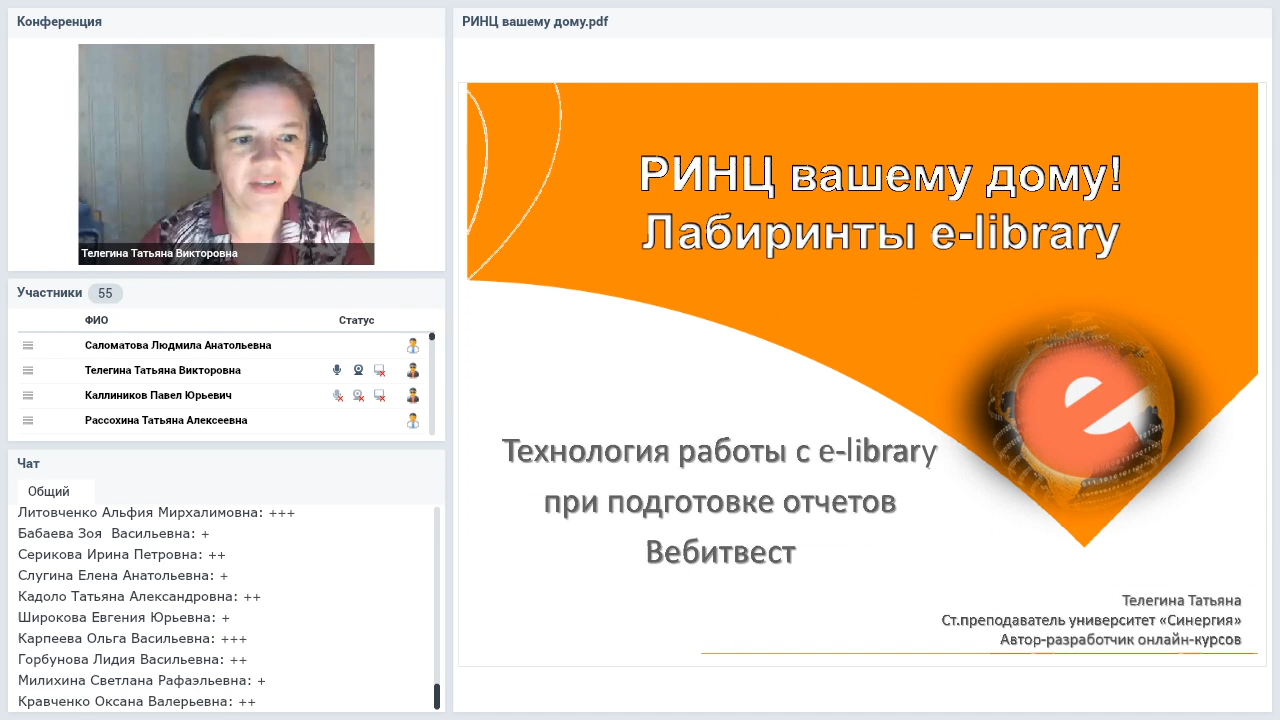 Конференция
Телегина Татьяна Викторовна
Участники 55
ФИО Статус
Саломатова Людмила Анатольевна
Телегина Татьяна Викторовна
Каллиников Павел Юрьевич
Рассохина Татьяна Алексеевна
Чат
Общий
Литовченко Альфия Мирхалимовна: +++
Бабаева Зоя  Васильевна: +
Серикова Ирина Петровна: ++
Слугина Елена Анатольевна: +
Кадоло Татьяна Александровна: ++
Широкова Евгения Юрьевна: +
Карпеева Ольга Васильевна: +++
Горбунова Лидия Васильевна: ++
Милихина Светлана Рафаэльевна: +
Кравченко Оксана Валерьевна: ++
РИНЦ вашему дому.pdf
РИНЦ вашему дому!
Лабиринты e-library
e
Технология работы с e-library
при подготовке отчетов
Вебитвест
Телегина Татьяна
Ст.преподаватель университет «Синергия»
Автор-разработчик онлайн-курсов